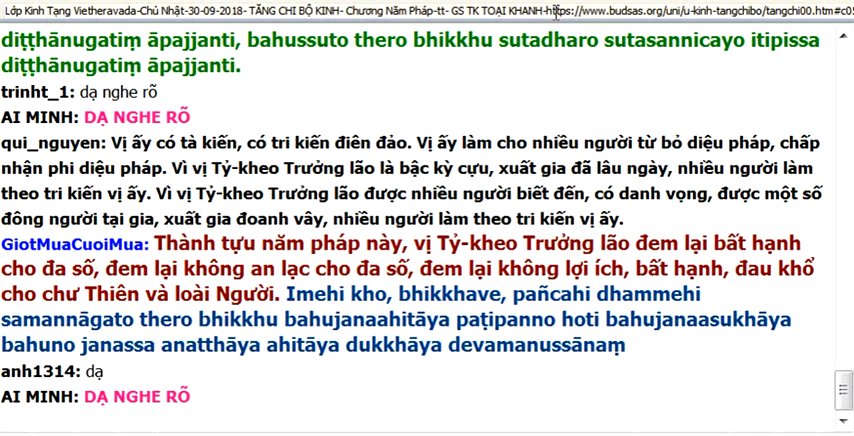 Lớp Kinh Tạng Vietheravada-Chủ Nhật-30-09-2018- TĂNG CHI BỘ KINH- Chương Năm Pháp-tt- GS TK TOẠI KHANH-https://www.budsas.org/uni/u-kinh-tangchibo/tangchi00.htm#c05
diṭṭhānugatiṃ āpajjanti, bahussuto thero bhikkhu sutadharo sutasannicayo itipissa
diṭṭhānugatiṃ āpajjanti.
trinht_1: dạ nghe rõ
AI MINH: DẠ NGHE RÕ
qui_nguyen: Vị ấy có tà kiến, có tri kiến điên đảo. Vị ấy làm cho nhiều người từ bỏ diệu pháp, chấp
nhận phi diệu pháp. Vì vị Tỷ-kheo Trưởng lão là bậc kỳ cựu, xuất gia đã lâu ngày, nhiều người làm
theo tri kiến vị ấy. Vì vị Tỷ-kheo Trưởng lão được nhiều người biết đến, có danh vọng, được một số
đông người tại gia, xuất gia đoanh vây, nhiều người làm theo tri kiến vị ấy.
GiotMuaCuoiMua: Thành tựu năm pháp này, vị Tỷ-kheo Trưởng lão đem lại bất hạnh
cho đa số, đem lại không an lạc cho đa số, đem lại không lợi ích, bất hạnh, đau khổ
cho chư Thiên và loài Người. Imehi kho, bhikkhave, pañcahi dhammehi
samannāgato thero bhikkhu bahujanaahitāya paṭipanno hoti bahujanaasukhāya
bahuno janassa anatthāya ahitāya dukkhāya devamanussānaṃ
anh1314: dạ
AI MINH: DẠ NGHE RÕ